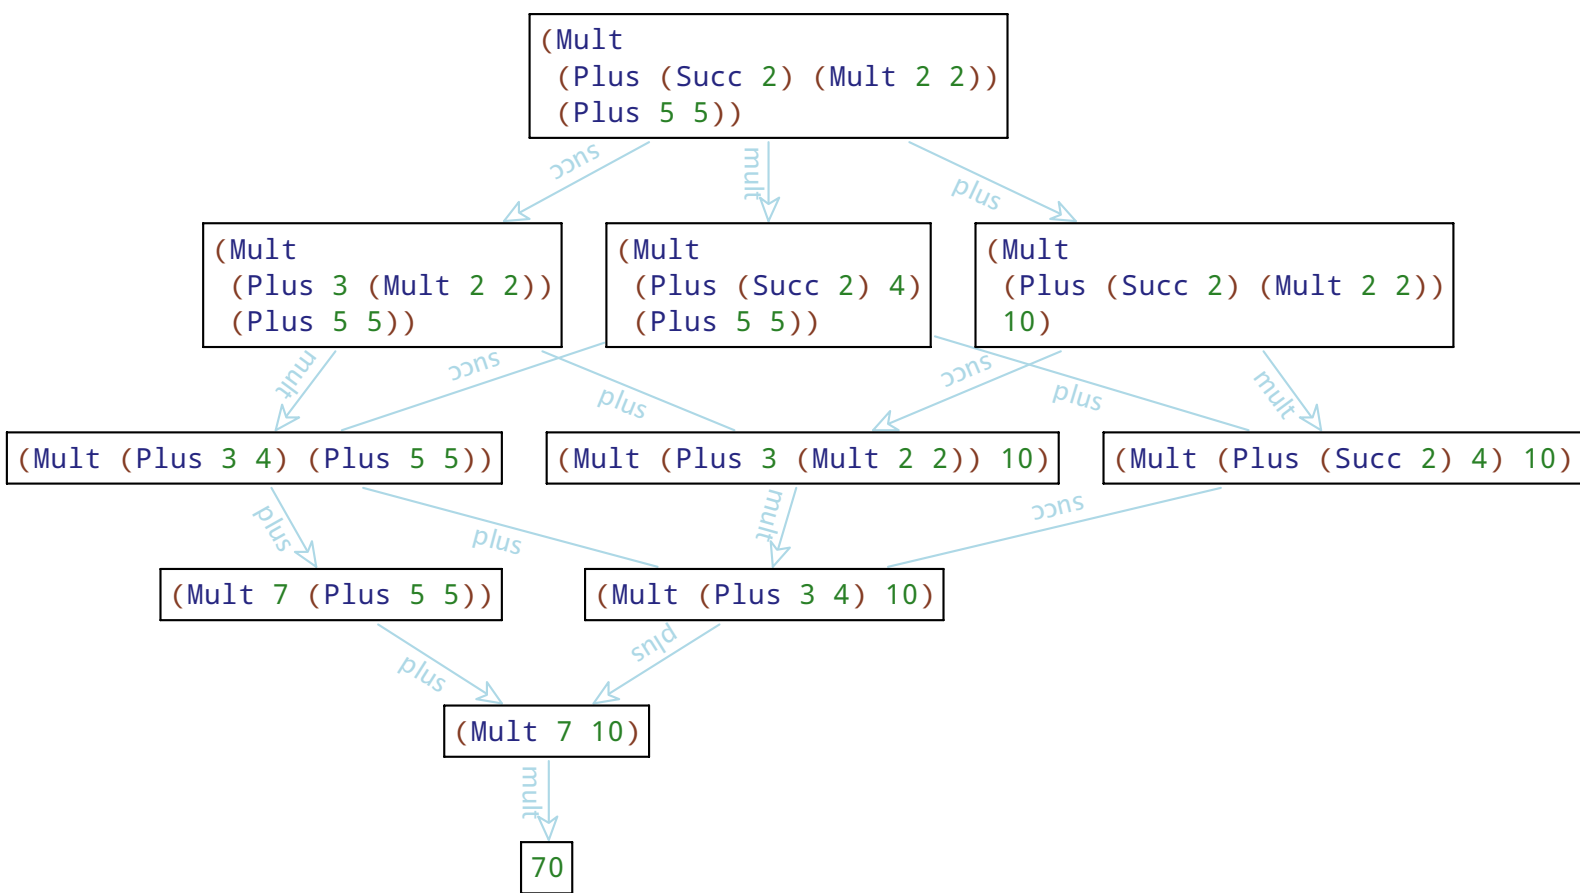 (Mult
(Plus (Succ 2) (Mult 2 2))
(Plus 5 5))
succ
mult
plus
(Mult
(Plus 3 (Mult 2 2))
(Plus 5 5))
(Mult
(Plus (Succ 2) 4)
(Plus 5 5))
(Mult
(Plus (Succ 2) (Mult 2 2))
10)
mult
succ
plus
succ
plus
mult
(Mult (Plus 3 4) (Plus 5 5))
(Mult (Plus 3 (Mult 2 2)) 10)
(Mult (Plus (Succ 2) 4) 10)
plus
plus
mult
succ
(Mult 7 (Plus 5 5))
(Mult (Plus 3 4) 10)
plus
plus
(Mult 7 10)
mult
70